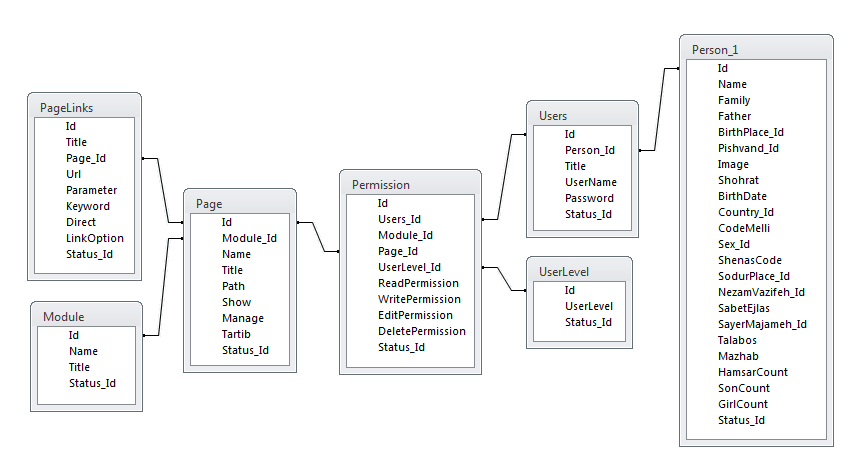 PageLinks
Id
Title
Page_Id
Url
Parameter
Keyword
Direct
LinkOption
Status_Id
Module
Id
Name
Title
Status_Id
Page
Id
Module_Id
Name
Title
Path
Show
Manage
Tartib
Status_Id
Permission
Id
Users_Id
Module_Id
Page_Id
UserLevel_Id
ReadPermission
WritePermission
EditPermission
DeletePermission
Status_Id
Users
Id
Person_Id
Title
UserName
Password
Status_Id
UserLevel
Id
UserLevel
Status_Id
Person_1
Id
Name
Family
Father
BirthPlace_Id
Pishvand_Id
Image
Shohrat
BirthDate
Country_Id
CodeMelli
Sex_Id
ShenasCode
SodurPlace_Id
NezamVazifeh_Id
SabetEjlas
SayerMajameh_Id
Talabos
Mazhab
HamsarCount
SonCount
GirlCount
Status_Id